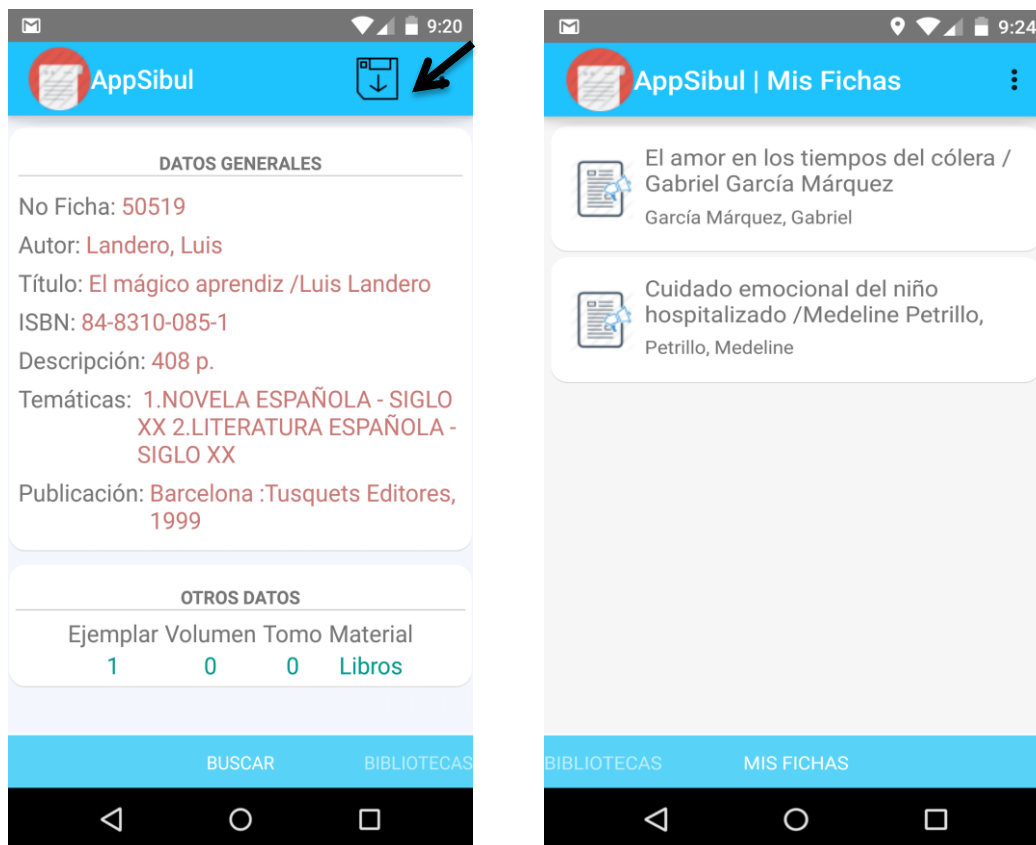 9:20
AppSibul
DATOS GENERALES
No Ficha: 50519
Autor: Landero, Luis
Título: El mágico aprendiz /Luis Landero
ISBN: 84-8310-085-1
Descripción: 408 p.
Temáticas: 1.NOVELA ESPAÑOLA - SIGLO
XX 2.LITERATURA ESPAÑOLA -
SIGLO XX
Publicación: Barcelona :Tusquets Editores,
1999
OTROS DATOS
Ejemplar Volumen Tomo Material
1 0 0 Libros
BUSCAR BIBLIOTECAS
9:24
AppSibul | Mis Fichas
El amor en los tiempos del cólera /
Gabriel García Márquez
García Márquez, Gabriel
Cuidado emocional del niño
hospitalizado /Medeline Petrillo,
Petrillo, Medeline
BIBLIOTECAS MIS FICHAS